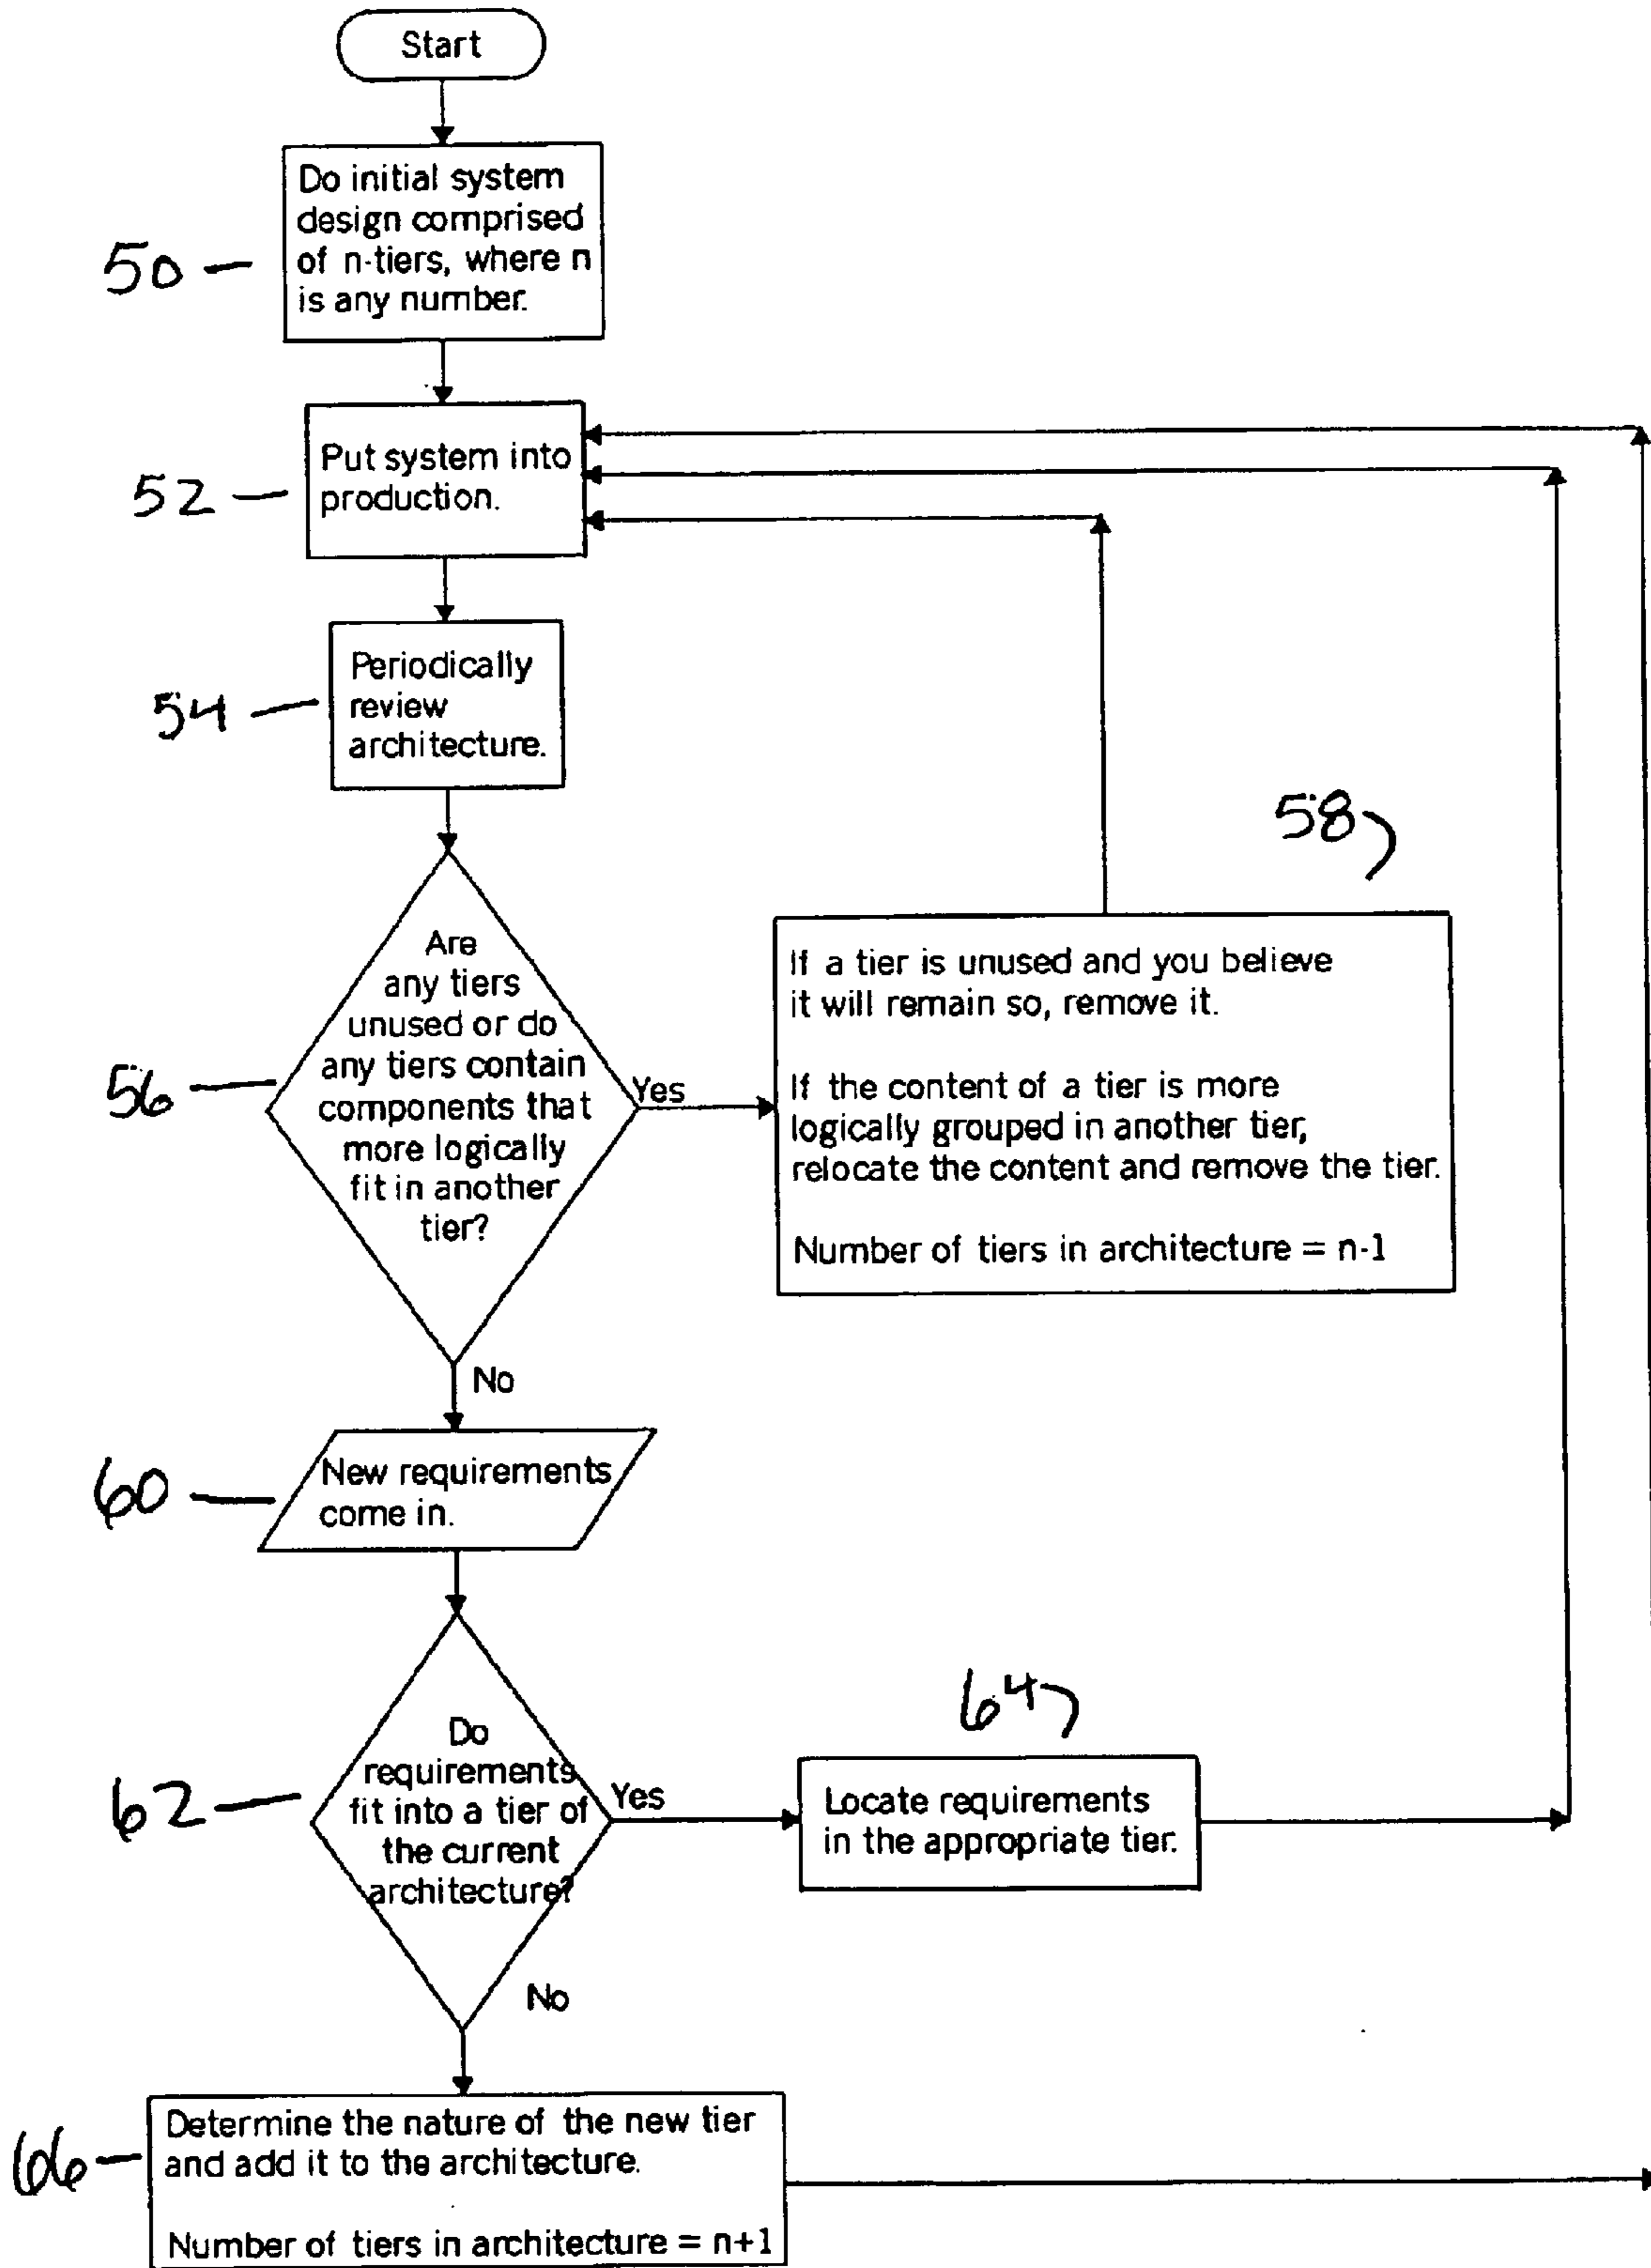 Start
Do initial system
design comprised
of n-tiers, where n
is any number.
50
Put system into
production.
52
Periodically
review
architecture.
54
58
Are
any tiers
unused or do
any tiers contain
components that
more logically
fit in another
tier?
56
Yes
If a tier is unused and you believe
it will remain so, remove it.
If the content of a tier is more
logically grouped in another tier,
relocate the content and remove the tier.
Number of tiers in architecture = n-1
No
New requirements
come in.
60
Do
requirements
fit into a tier of
the current
architecture?
62
Yes
64
Locate requirements
in the appropriate tier.
No
Determine the nature of the new tier
and add it to the architecture.
Number of tiers in architecture = n+1
66